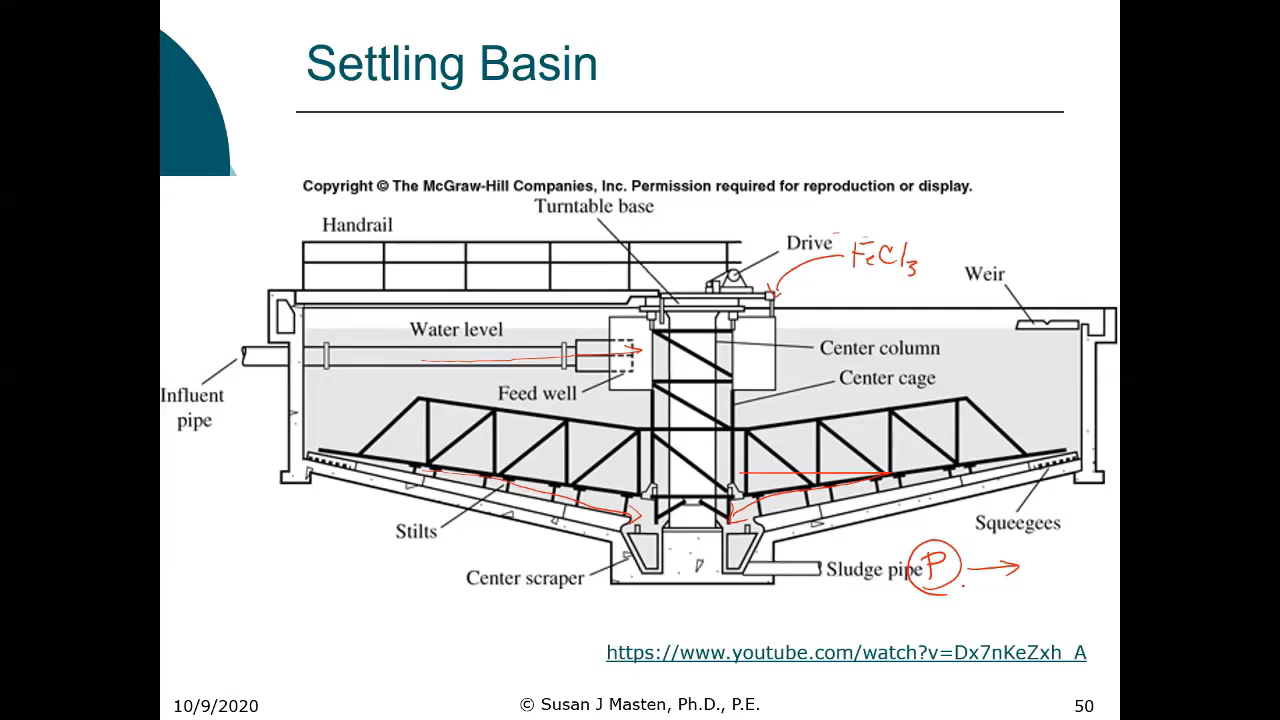 Settling Basin
Copyright © The McGraw-Hill Companies, Inc. Permission required for reproduction or display.
Turntable base
Handrail
Drive
FeCl3
Weir
Water level
Center column
Center cage
Feed well
Influent
pipe
Stilts
Squeegees
Center scraper
Sludge pipe
P
https://www.youtube.com/watch?v=Dx7nKeZxh_A
10/9/2020
© Susan J Masten, Ph.D., P.E.
50